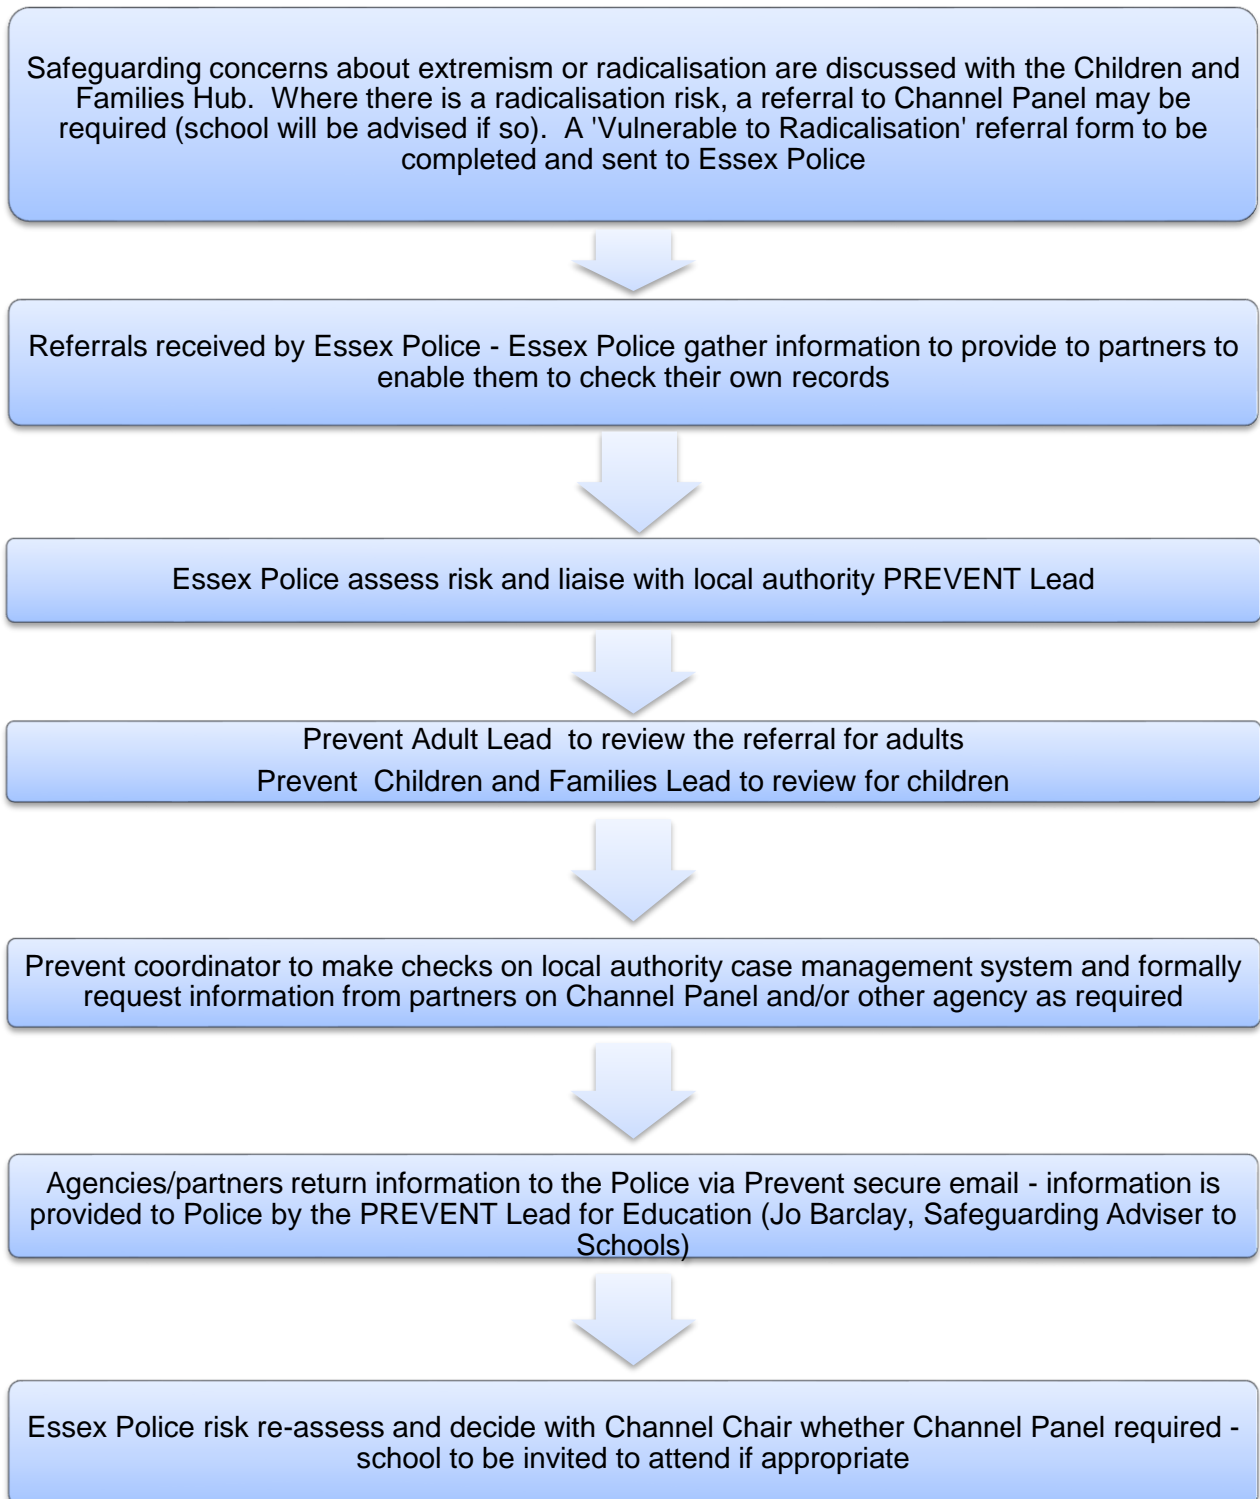 Safeguarding concerns about extremism or radicalisation are discussed with the Children and
Families Hub.  Where there is a radicalisation risk, a referral to Channel Panel may be
required (school will be advised if so).  A 'Vulnerable to Radicalisation' referral form to be
completed and sent to Essex Police
Referrals received by Essex Police - Essex Police gather information to provide to partners to
enable them to check their own records
Essex Police assess risk and liaise with local authority PREVENT Lead
Prevent Adult Lead  to review the referral for adults
Prevent  Children and Families Lead to review for children
Prevent coordinator to make checks on local authority case management system and formally
request information from partners on Channel Panel and/or other agency as required
Agencies/partners return information to the Police via Prevent secure email - information is
provided to Police by the PREVENT Lead for Education (Jo Barclay, Safeguarding Adviser to
Schools)
Essex Police risk re-assess and decide with Channel Chair whether Channel Panel required -
school to be invited to attend if appropriate